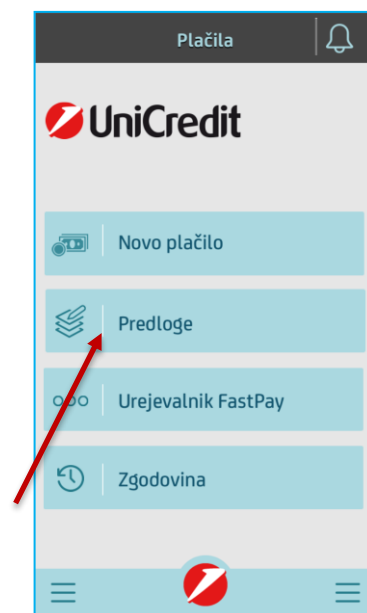 Plačila
UniCredit
Novo plačilo
Predloge
Urejevalnik FastPay
Zgodovina